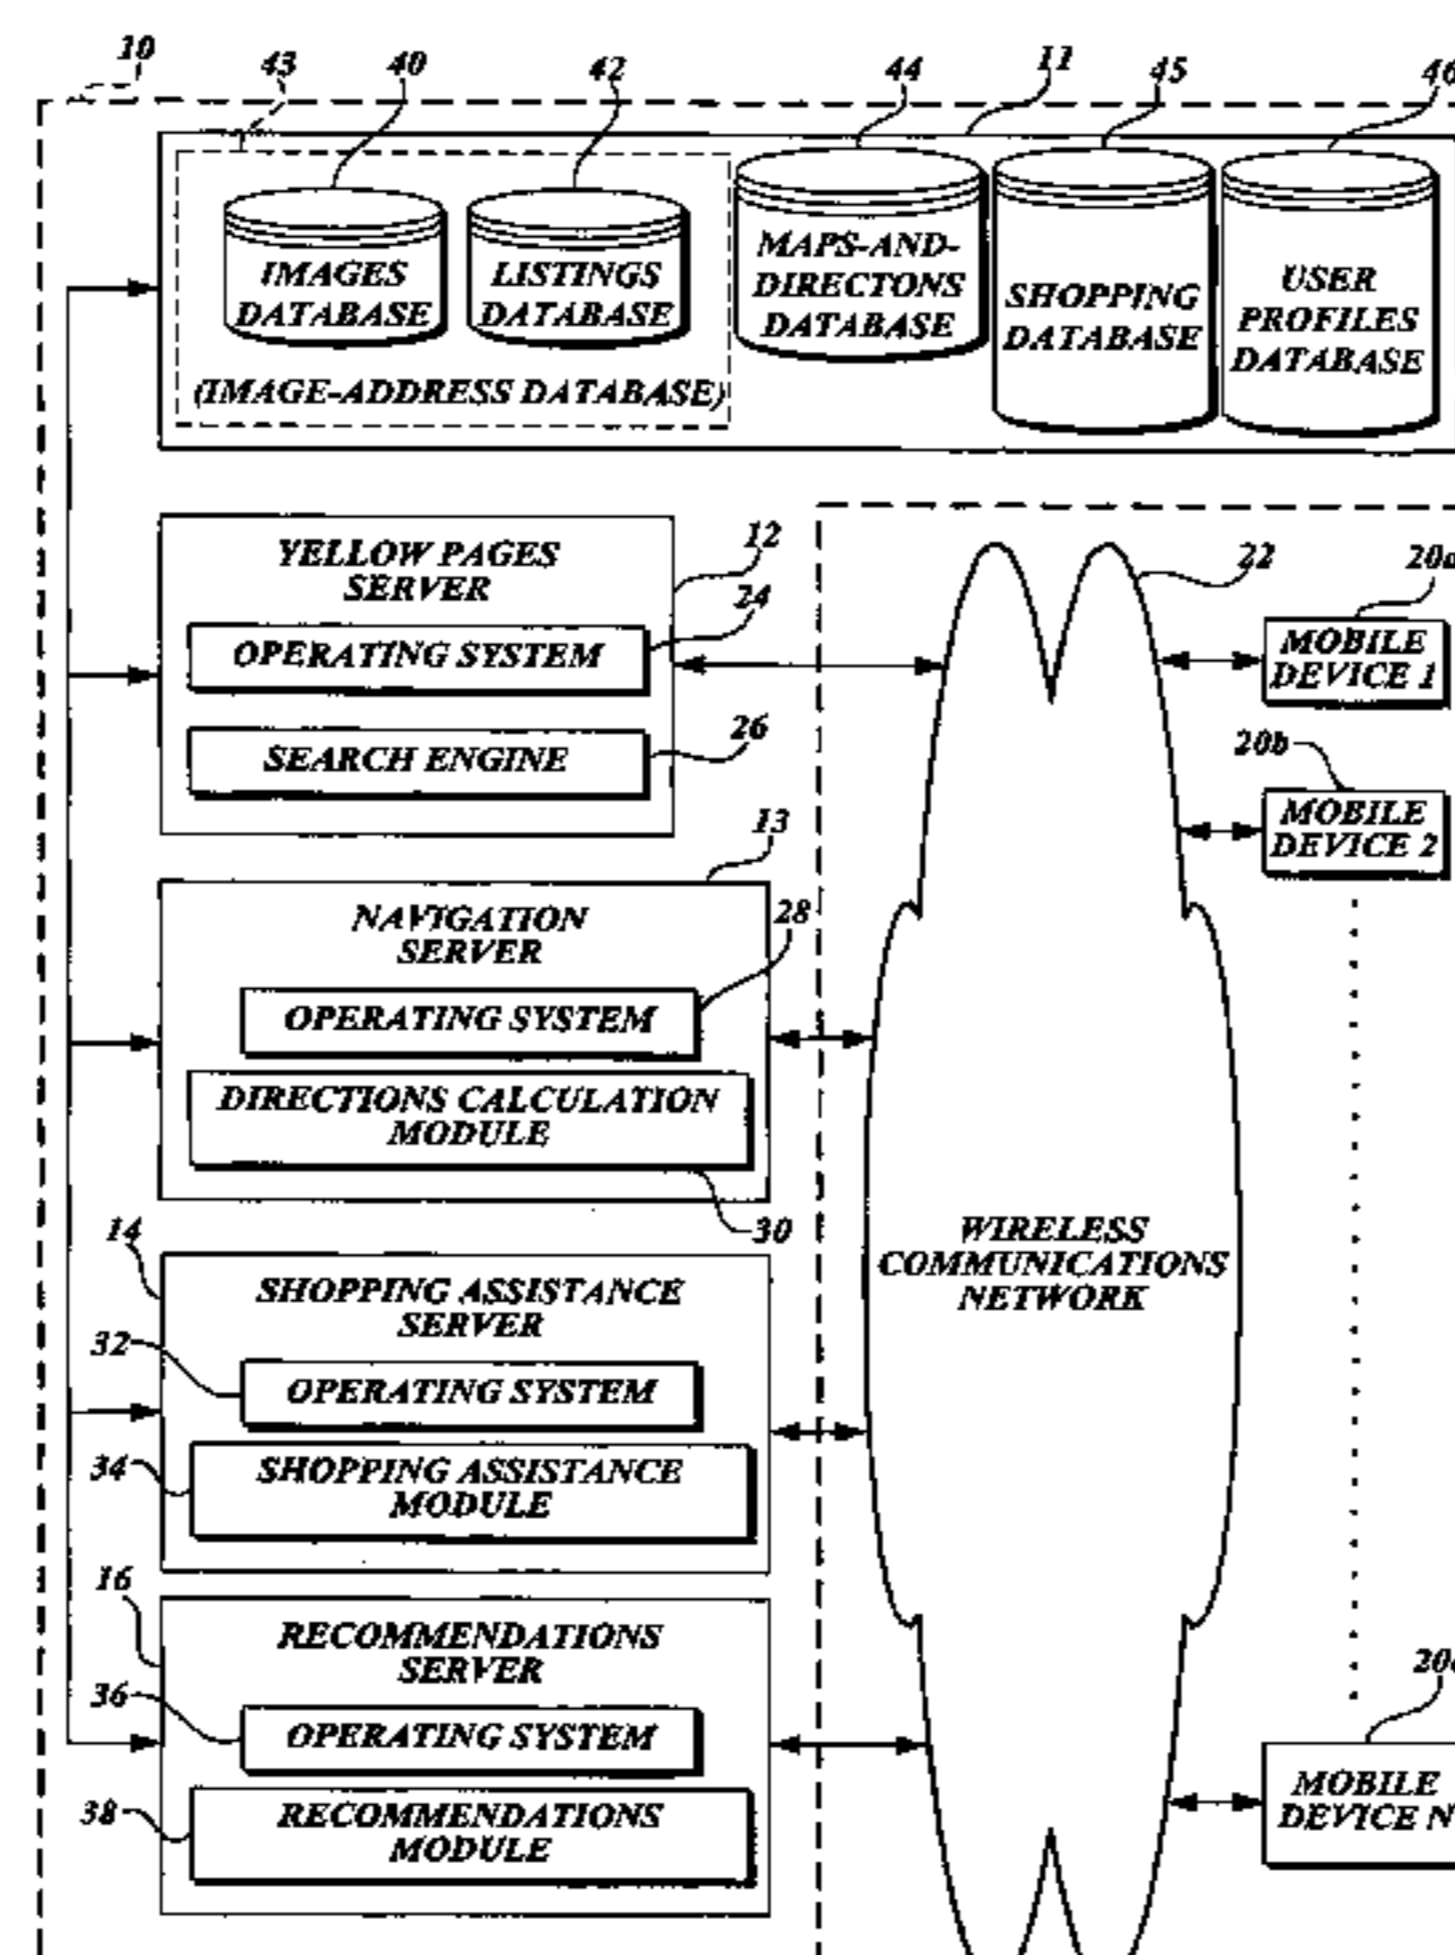 10
43
40
42
44
11
45
46
IMAGES
DATABASE
LISTINGS
DATABASE
(IMAGE-ADDRESS DATABASE)
MAPS-AND-
DIRECTONS
DATABASE
SHOPPING
DATABASE
USER
PROFILES
DATABASE
YELLOW PAGES
SERVER
12
24
OPERATING SYSTEM
SEARCH ENGINE
26
22
20a
MOBILE
DEVICE 1
20b
MOBILE
DEVICE 2
13
NAVIGATION
SERVER
28
OPERATING SYSTEM
DIRECTIONS CALCULATION
MODULE
30
WIRELESS
COMMUNICATIONS
NETWORK
14
SHOPPING ASSISTANCE
SERVER
32
OPERATING SYSTEM
34
SHOPPING ASSISTANCE
MODULE
16
RECOMMENDATIONS
SERVER
36
OPERATING SYSTEM
38
RECOMMENDATIONS
MODULE
MOBILE
DEVICE N